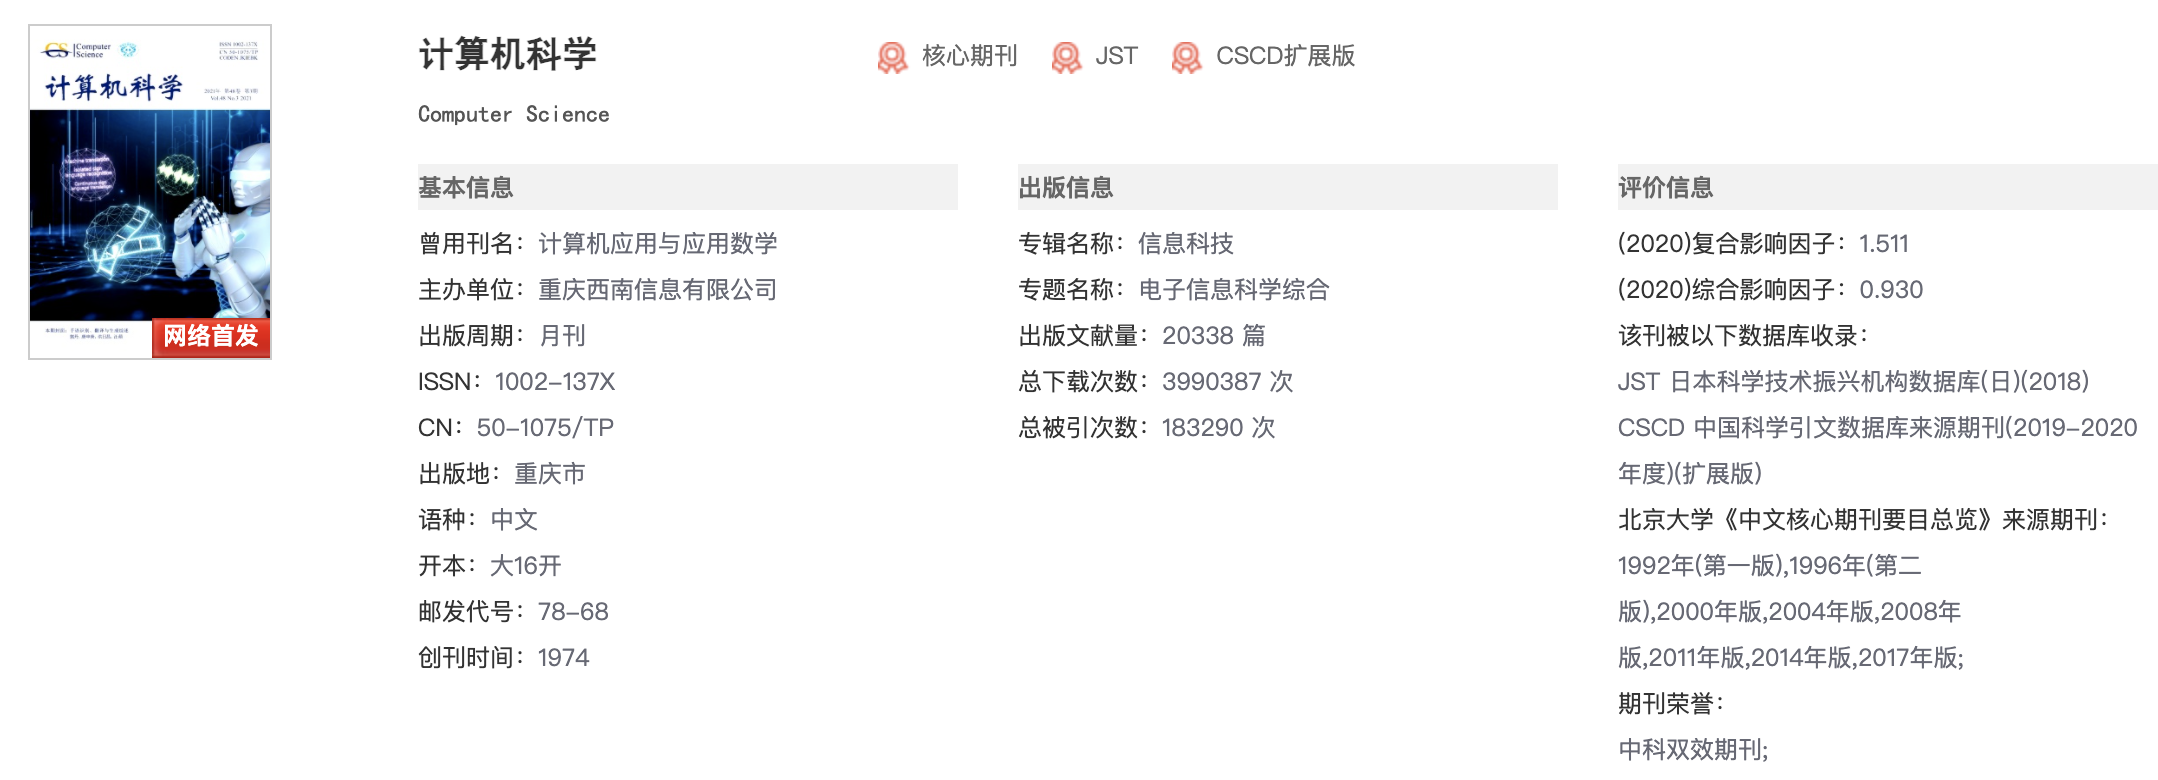 Computer
Science
ISSN 1002-137X
CN 50-1075/TP
计算机科学
网络首发
计算机科学
核心期刊 JST CSCD扩展版
Computer Science
基本信息
曾用刊名：计算机应用与应用数学
主办单位：重庆西南信息有限公司
出版周期：月刊
ISSN：1002-137X
CN：50-1075/TP
出版地：重庆市
语种：中文
开本：大16开
邮发代号：78-68
创刊时间：1974
出版信息
专辑名称：信息科技
专题名称：电子信息科学综合
出版文献量：20338 篇
总下载次数：3990387 次
总被引次数：183290 次
评价信息
(2020)复合影响因子：1.511
(2020)综合影响因子：0.930
该刊被以下数据库收录：
JST 日本科学技术振兴机构数据库(日)(2018)
CSCD 中国科学引文数据库来源期刊(2019-2020
年度)(扩展版)
北京大学《中文核心期刊要目总览》来源期刊：
1992年(第一版),1996年(第二
版),2000年版,2004年版,2008年
版,2011年版,2014年版,2017年版;
期刊荣誉：
中科双效期刊;